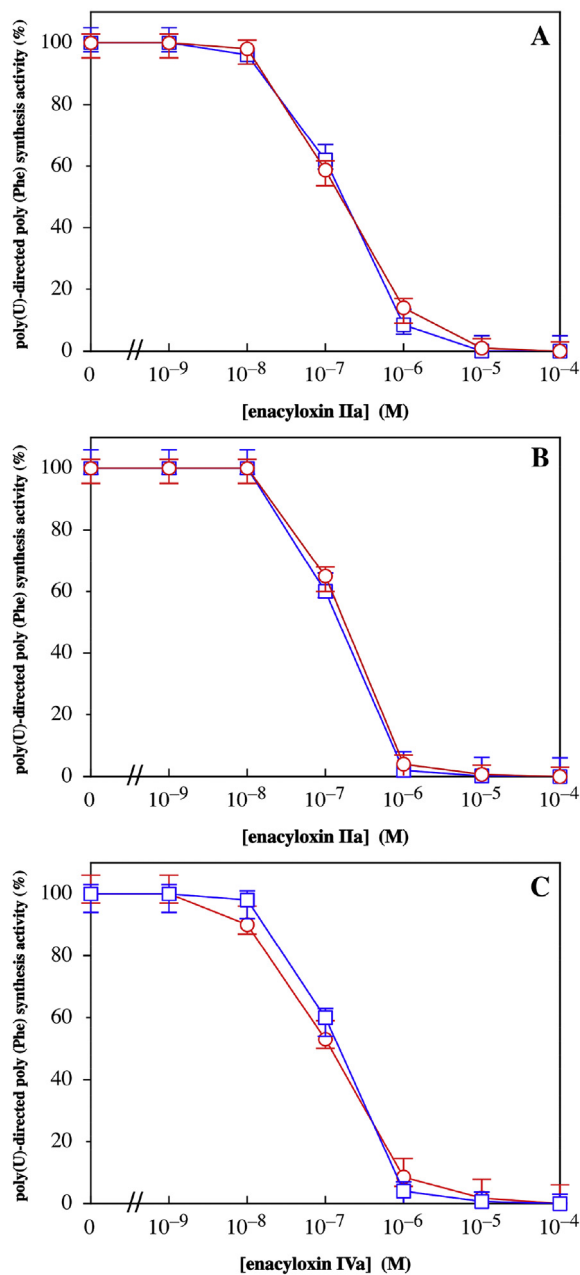 A
poly(U)-directed poly (Phe) synthesis activity (%)
100
80
60
40
20
0
0 10⁻⁹ 10⁻⁸ 10⁻⁷ 10⁻⁶ 10⁻⁵ 10⁻⁴
[enacyloxin IIa] (M)
B
poly(U)-directed poly (Phe) synthesis activity (%)
100
80
60
40
20
0
0 10⁻⁹ 10⁻⁸ 10⁻⁷ 10⁻⁶ 10⁻⁵ 10⁻⁴
[enacyloxin IIa] (M)
C
poly(U)-directed poly (Phe) synthesis activity (%)
100
80
60
40
20
0
0 10⁻⁹ 10⁻⁸ 10⁻⁷ 10⁻⁶ 10⁻⁵ 10⁻⁴
[enacyloxin IVa] (M)